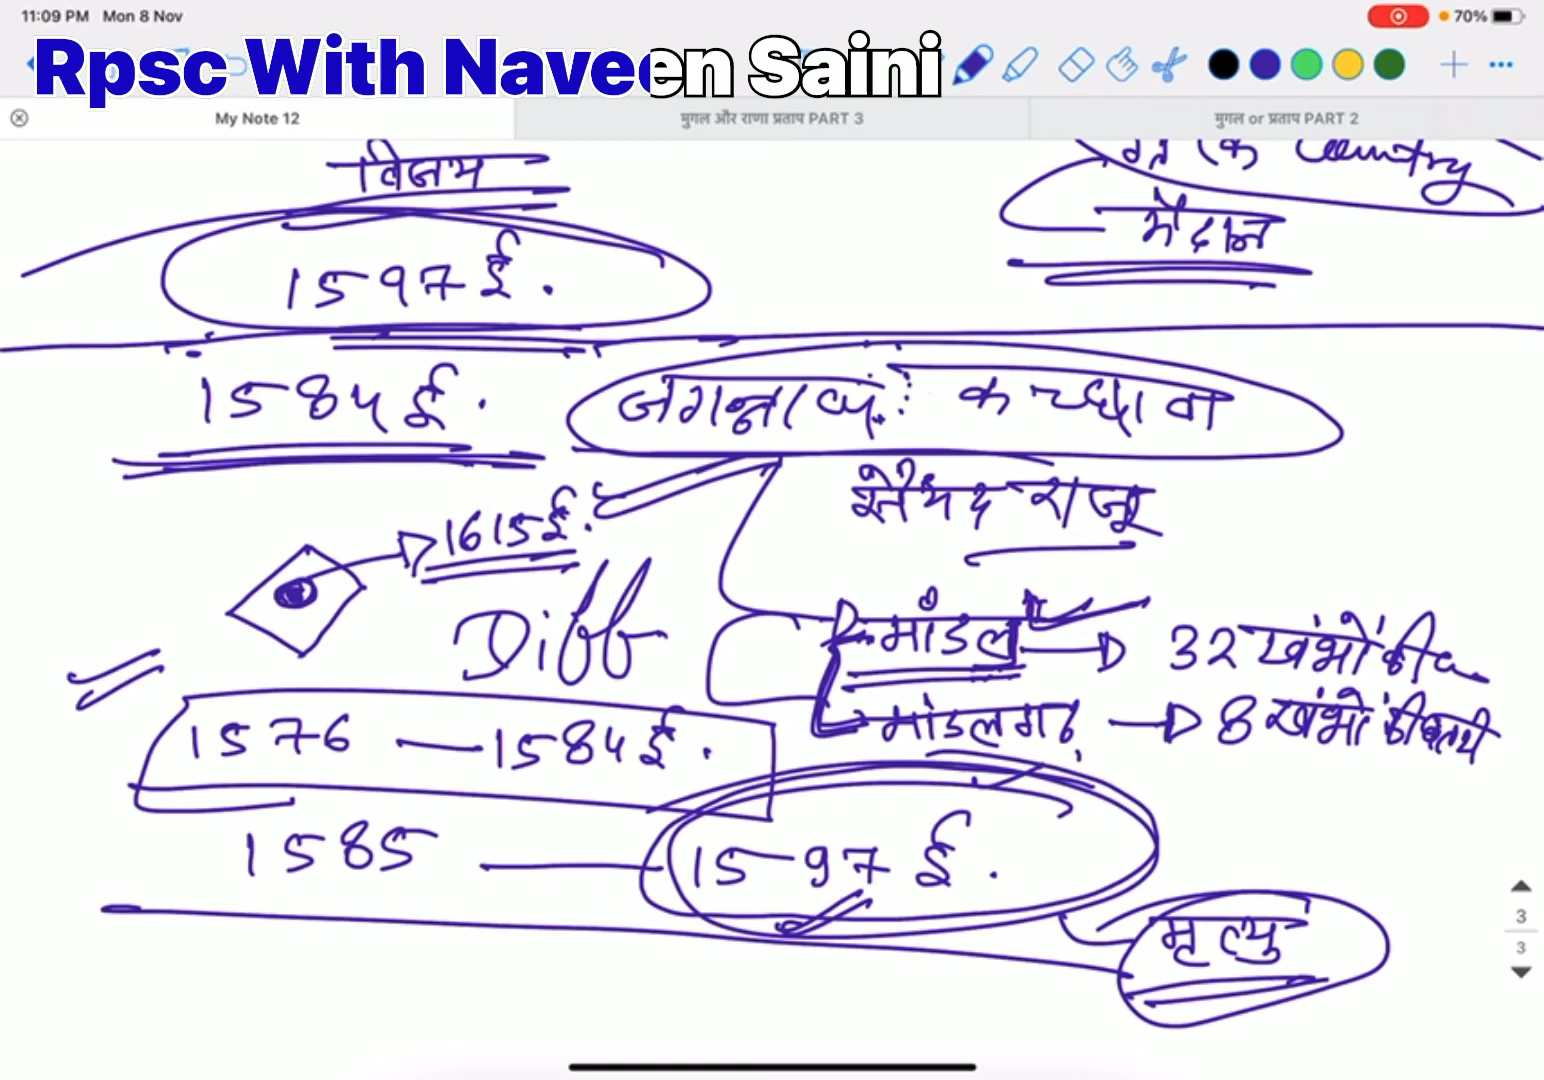 11:09 PM Mon 8 Nov
70%
Rpsc With Naveen Saini
My Note 12
मुगल और राणा प्रताप PART 3
मुगल or प्रताप PART 2
विजय
Country
मैदान
1597 ई.
1584 ई.
जगन्नाथ कच्छावा
सैयद राजू
1615 ई.
Diff
मांडल
32 खंभों की
मांडलगढ़
8 खंभों की छतरी
1576 — 1584 ई.
1585 — 1597 ई.
मृत्यु
3
3